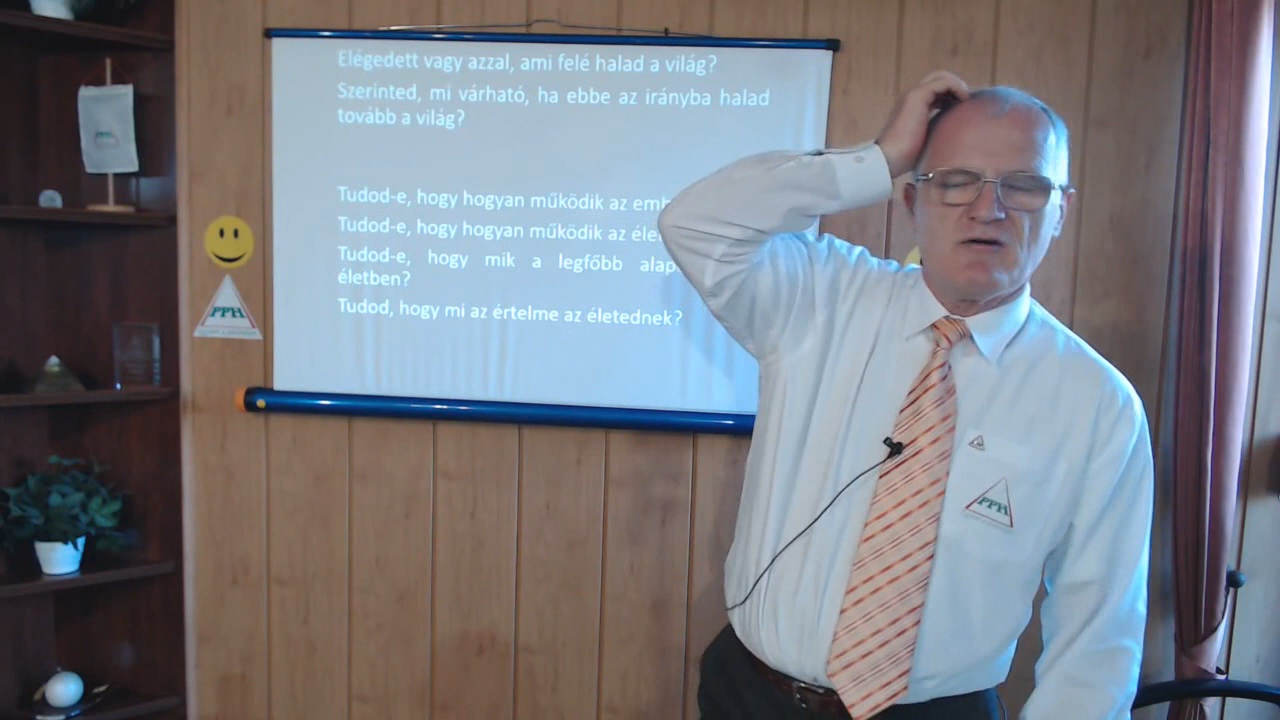 Elégedett vagy azzal, ami felé halad a világ?
Szerinted, mi várható, ha ebbe az irányba halad
tovább a világ?
Tudod-e, hogy hogyan működik az
Tudod-e, hogy hogyan működik az
Tudod-e, hogy mik a legfőbb
életben?
Tudod, hogy mi az értelme az életednek?
PPH
PPH
PPH